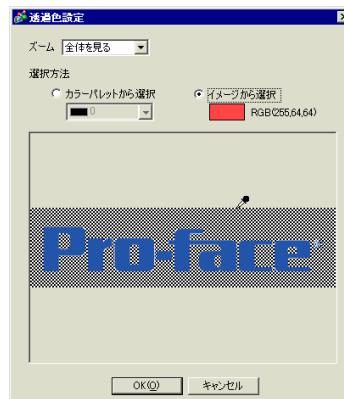 透過色設定
ズーム 全体を見る
選択方法
カラーパレットから選択 イメージから選択
0 RGB(255,64,64)
Pro-face
OK(O) キャンセル